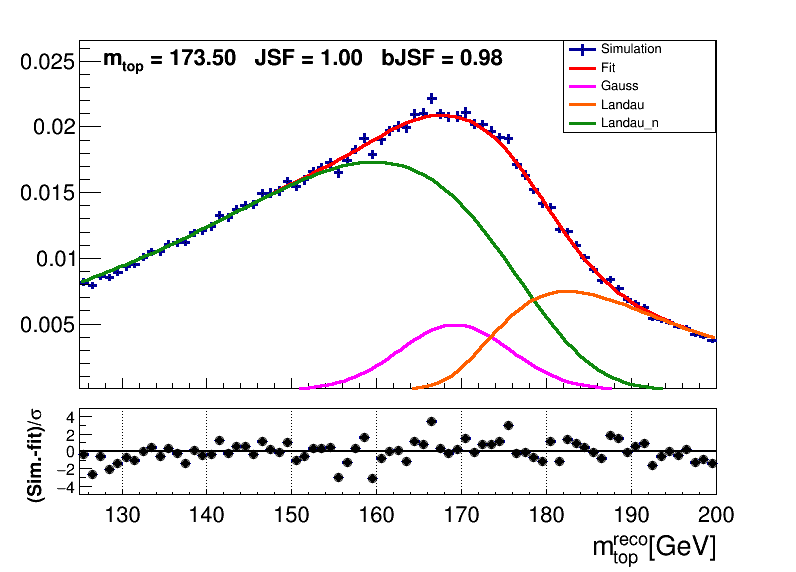 m_top = 173.50 JSF = 1.00 bJSF = 0.98
Simulation
Fit
Gauss
Landau
Landau_n
0.025
0.02
0.015
0.01
0.005
(Sim.-fit)/σ
4
2
0
−2
−4
130 140 150 160 170 180 190 200
m_top^reco[GeV]